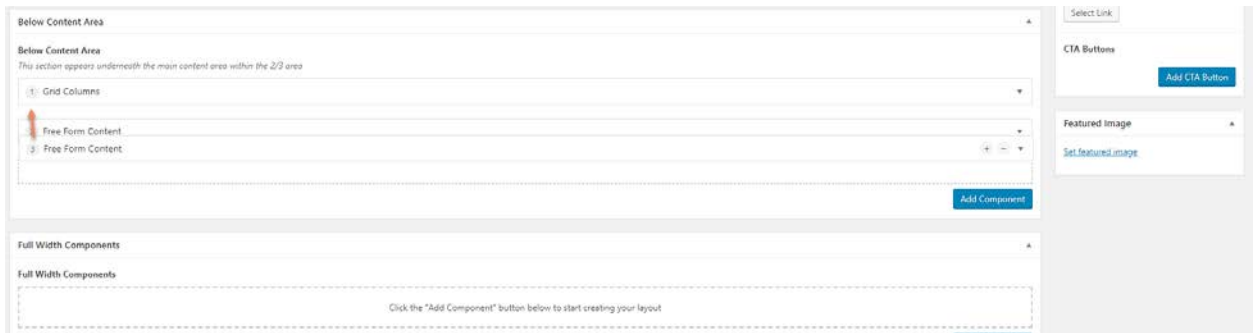 Below Content Area
Below Content Area
This section appears underneath the main content area within the 2/3 area
1 Grid Columns
Free Form Content
3 Free Form Content
Add Component
Full Width Components
Full Width Components
Click the "Add Component" button below to start creating your layout
Select Link
CTA Buttons
Add CTA Button
Featured Image
Set featured image